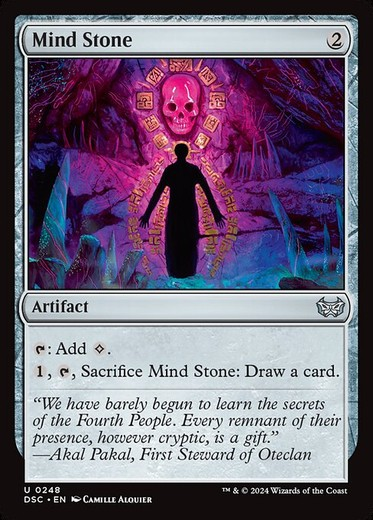 Mind Stone 2
Artifact
: Add .
1, , Sacrifice Mind Stone: Draw a card.
“We have barely begun to learn the secrets
of the Fourth People. Every remnant of their
presence, however cryptic, is a gift.”
—Akal Pakal, First Steward of Oteclan
U 0248
DSC • EN Camille Alquier ™ & © 2024 Wizards of the Coast